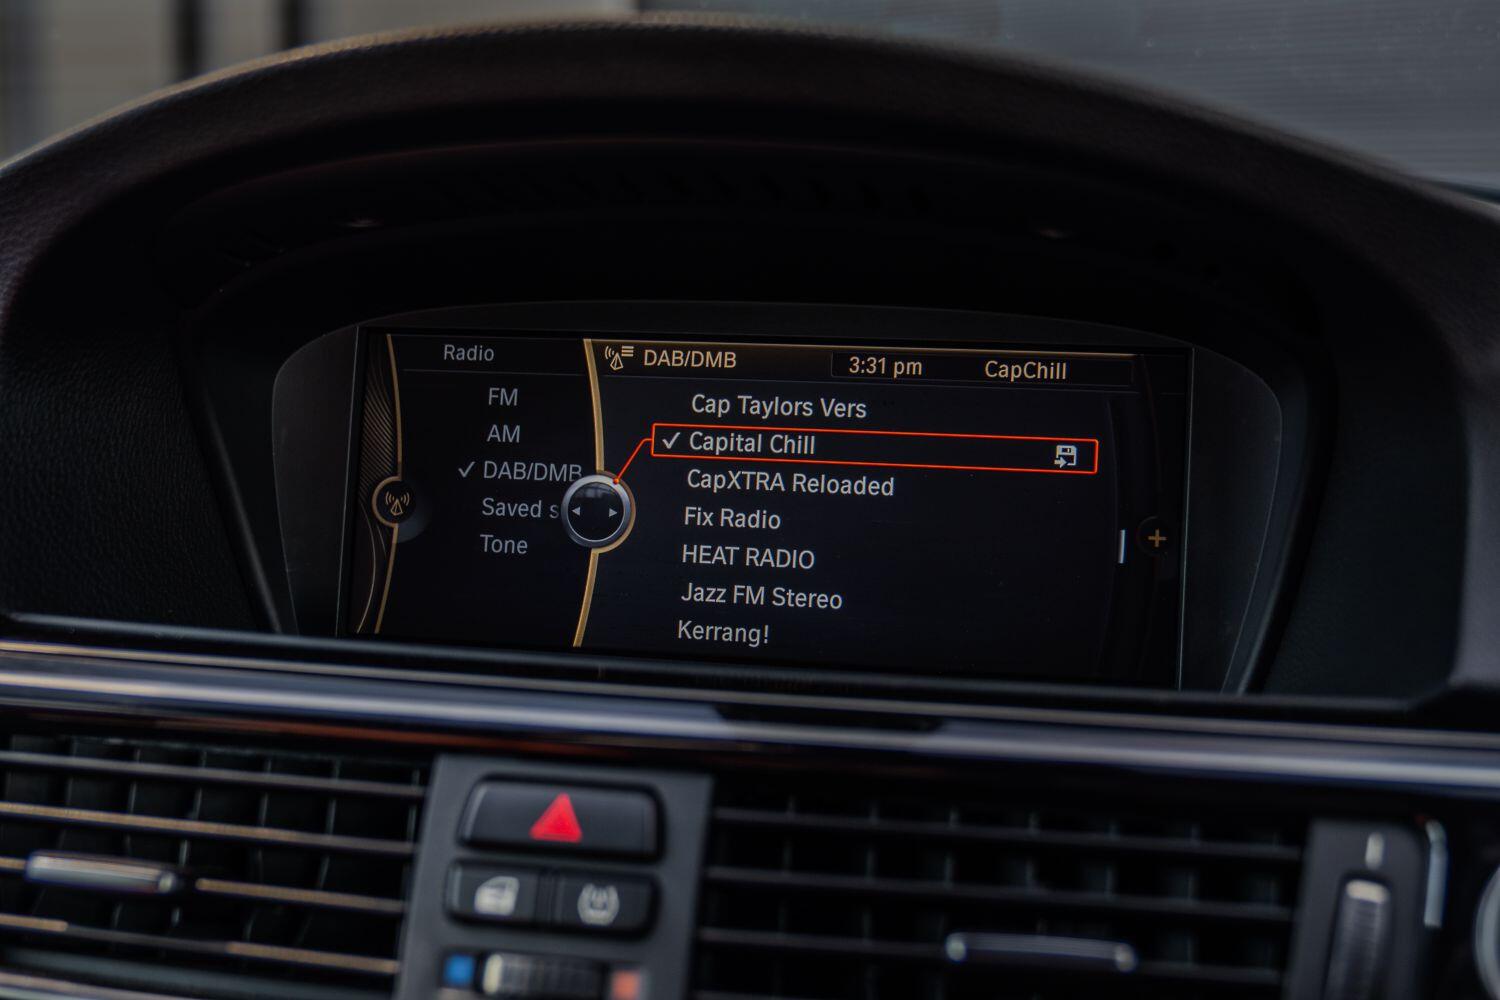 Radio
FM
AM
DAB/DMB
Saved s
Tone
DAB/DMB 3:31 pm CapChill
Cap Taylors Vers
Capital Chill
CapXTRA Reloaded
Fix Radio
HEAT RADIO
Jazz FM Stereo
Kerrang!